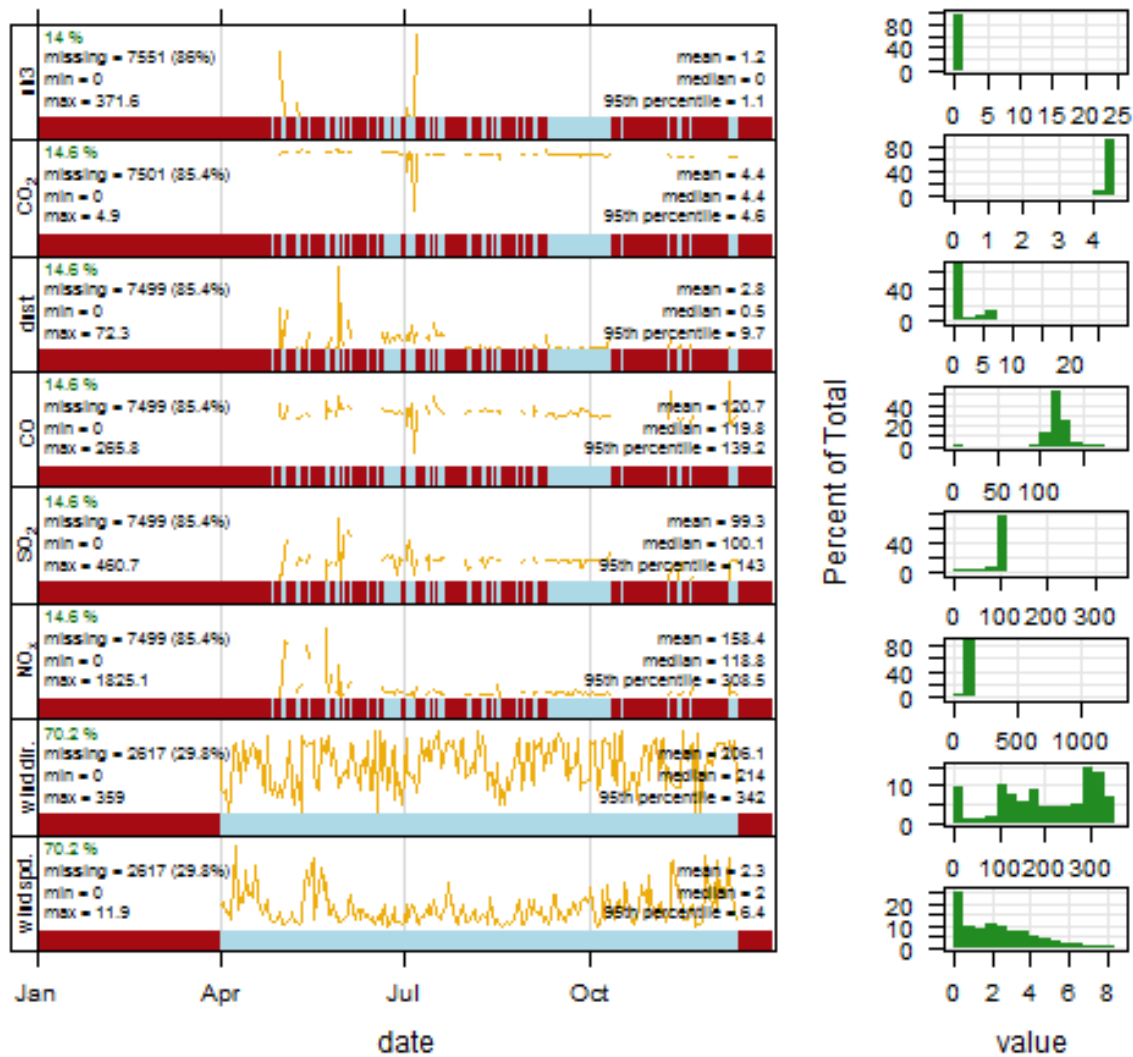 nh3
14 %
missing = 7551 (86%)
min = 0
max = 371.6
mean = 1.2
median = 0
95th percentile = 1.1
CO2
14.6 %
missing = 7501 (85.4%)
min = 0
max = 4.9
mean = 4.4
median = 4.4
95th percentile = 4.6
dist
14.6 %
missing = 7499 (85.4%)
min = 0
max = 72.3
mean = 2.8
median = 0.5
95th percentile = 9.7
CO
14.6 %
missing = 7499 (85.4%)
min = 0
max = 265.8
mean = 120.7
median = 119.8
95th percentile = 139.2
SO2
14.6 %
missing = 7499 (85.4%)
min = 0
max = 460.7
mean = 99.3
median = 100.1
95th percentile = 143
NOx
14.6 %
missing = 7499 (85.4%)
min = 0
max = 1825.1
mean = 158.4
median = 118.8
95th percentile = 308.5
wind dir.
70.2 %
missing = 2617 (29.8%)
min = 0
max = 359
mean = 206.1
median = 214
95th percentile = 342
wind spd.
70.2 %
missing = 2617 (29.8%)
min = 0
max = 11.9
mean = 2.3
median = 2
95th percentile = 6.4
Jan Apr Jul Oct
date
Percent of Total
80
40
0
0 5 10 15 20 25
80
40
0
0 1 2 3 4
40
0
0 5 10 20
40
20
0
0 50 100
40
0
0 100 200 300
80
40
0
0 500 1000
10
0
0 100 200 300
20
10
0
0 2 4 6 8
value